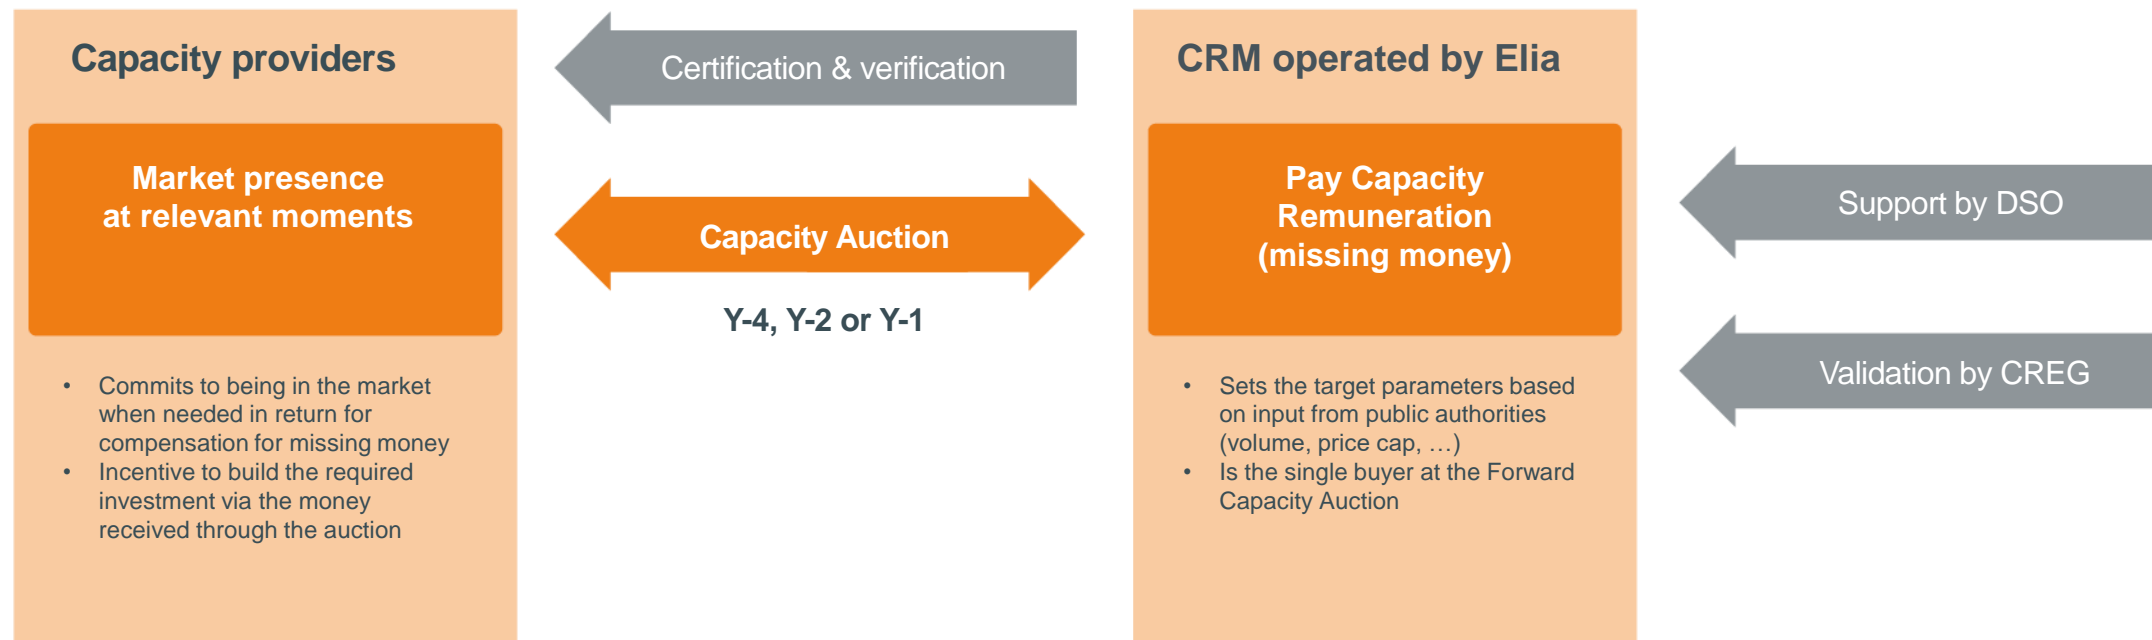 Capacity providers
Market presence
at relevant moments
• Commits to being in the market
when needed in return for
compensation for missing money
• Incentive to build the required
investment via the money
received through the auction
Certification & verification
Capacity Auction
Y-4, Y-2 or Y-1
CRM operated by Elia
Pay Capacity
Remuneration
(missing money)
• Sets the target parameters based
on input from public authorities
(volume, price cap, …)
• Is the single buyer at the Forward
Capacity Auction
Support by DSO
Validation by CREG